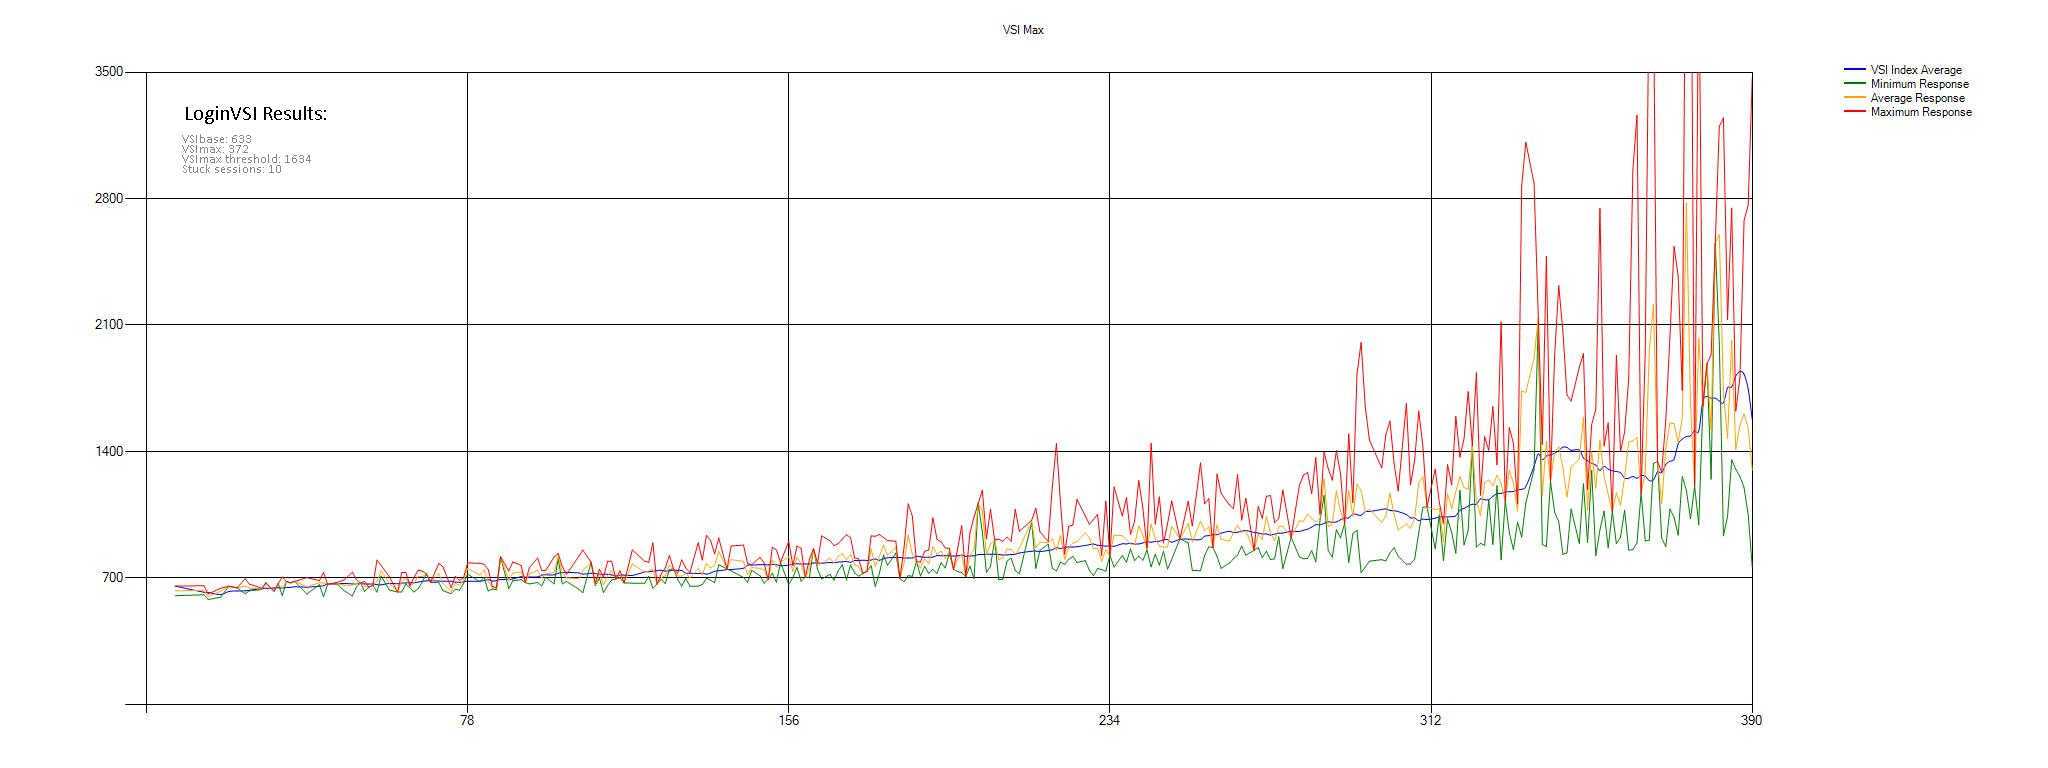 VSI Max
3500
2800
2100
1400
700
LoginVSI Results:
VSIbase: 633
VSImax: 372
VSImax threshold: 1634
Stuck sessions: 10
VSI Index Average
Minimum Response
Average Response
Maximum Response
78 156 234 312 390